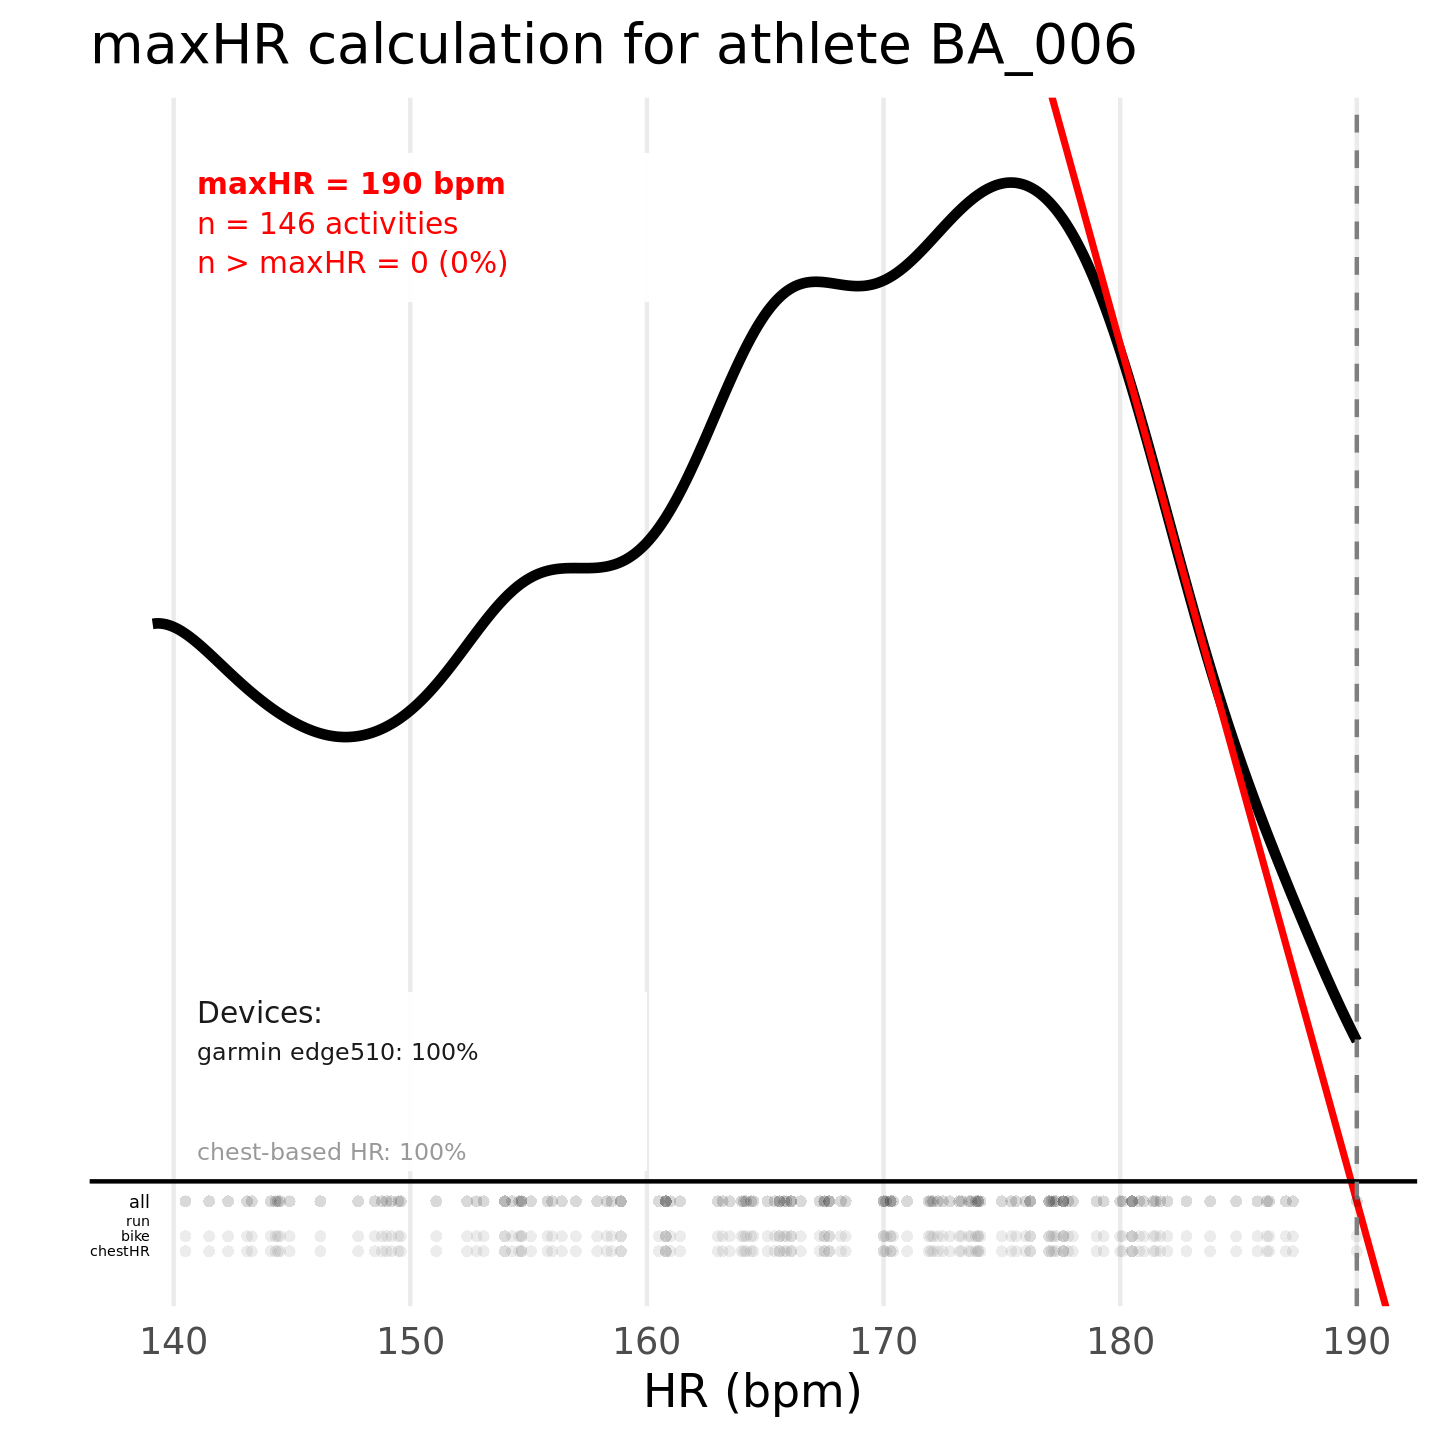 maxHR calculation for athlete BA_006
maxHR = 190 bpm
n = 146 activities
n > maxHR = 0 (0%)
Devices:
garmin edge510: 100%
chest-based HR: 100%
all
run
bike
chestHR
140 150 160 170 180 190
HR (bpm)